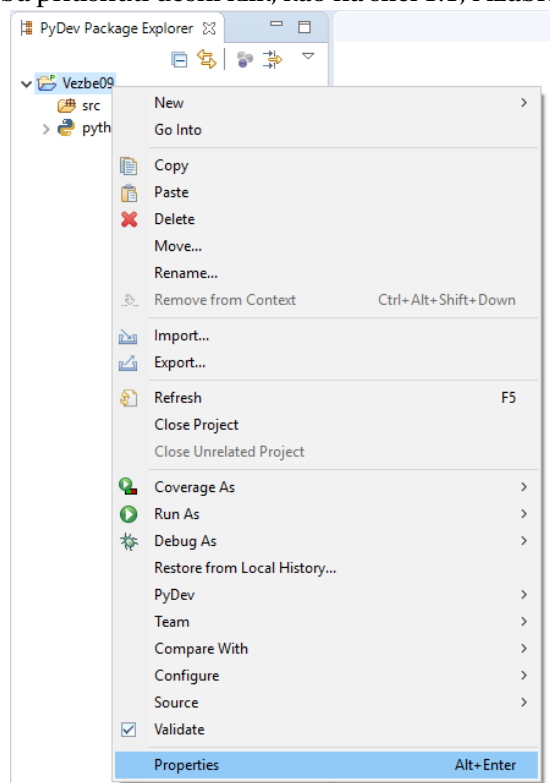 PyDev Package Explorer
Vezbe09
src
pyth
New
Go Into
Copy
Paste
Delete
Move...
Rename...
Remove from Context Ctrl+Alt+Shift+Down
Import...
Export...
Refresh F5
Close Project
Close Unrelated Project
Coverage As
Run As
Debug As
Restore from Local History...
PyDev
Team
Compare With
Configure
Source
Validate
Properties Alt+Enter